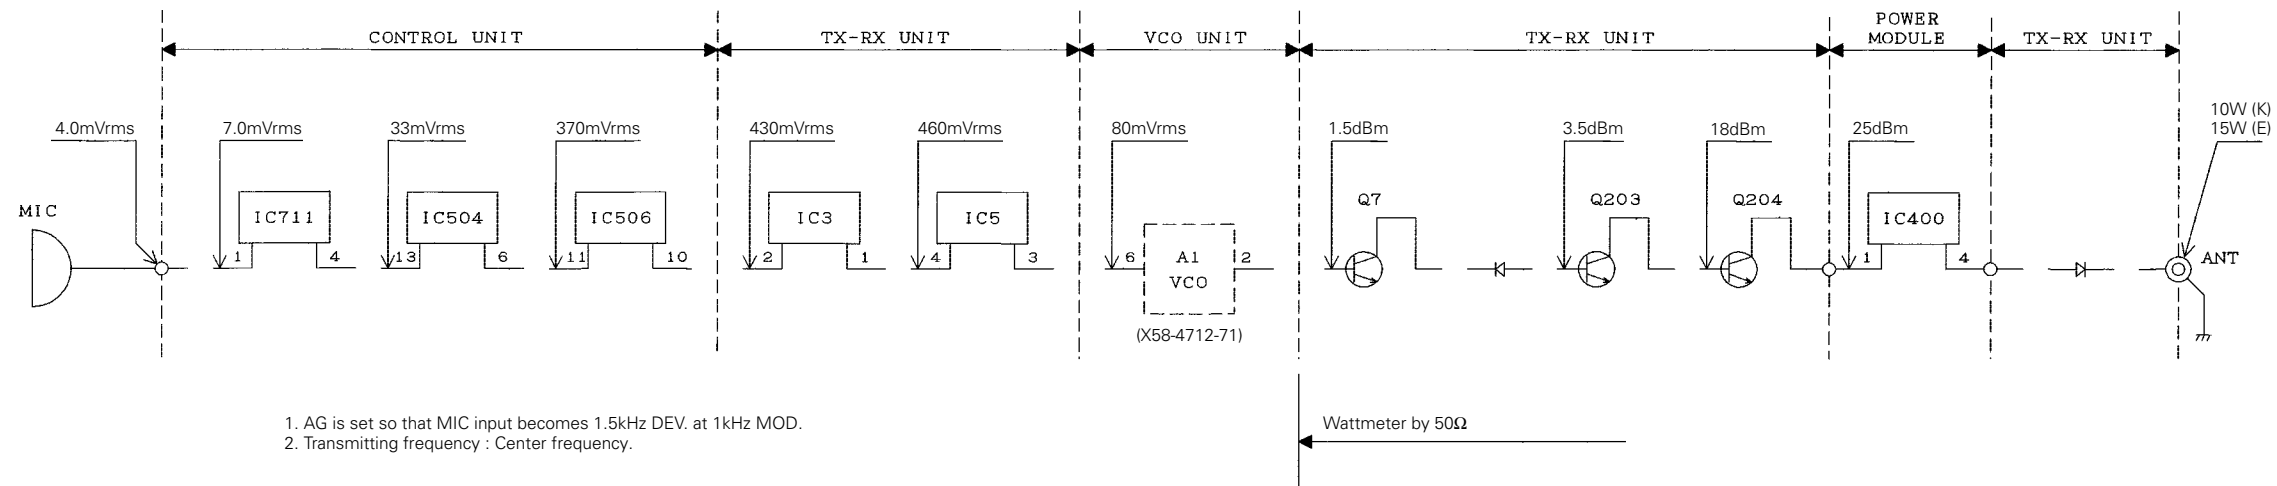 CONTROL UNIT
TX-RX UNIT
VCO UNIT
TX-RX UNIT
POWER
MODULE
TX-RX UNIT
4.0mVrms
7.0mVrms
33mVrms
370mVrms
430mVrms
460mVrms
80mVrms
1.5dBm
3.5dBm
18dBm
25dBm
10W (K)
15W (E)
MIC
IC711
1
4
IC504
13
6
IC506
11
10
IC3
2
1
IC5
4
3
6
A1
VCO
2
(X58-4712-71)
Q7
Q203
Q204
IC400
1
4
ANT
1. AG is set so that MIC input becomes 1.5kHz DEV. at 1kHz MOD.
2. Transmitting frequency : Center frequency.
Wattmeter by 50Ω